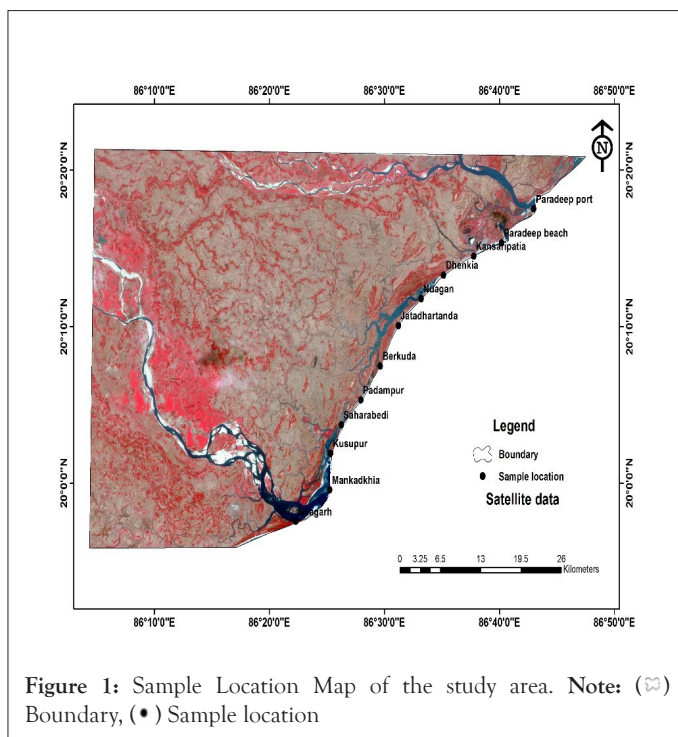 86°10'0"E 86°20'0"E 86°30'0"E 86°40'0"E 86°50'0"E
N
20°20'0"N 20°20'0"N
Paradeep port
Paradeep beach
Kansaripatia
Dhenkia
Nuagan
20°10'0"N 20°10'0"N
Jatadhartanda
Berkuda
Padampur
Saharabedi
Legend
Kusupur
Boundary
Mankadkhia
Sample location
20°0'0"N 20°0'0"N
Satellite data
0 3.25 6.5 13 19.5 26
Kilometers
86°10'0"E 86°20'0"E 86°30'0"E 86°40'0"E 86°50'0"E
Figure 1: Sample Location Map of the study area. Note: ( )
Boundary, (•) Sample location